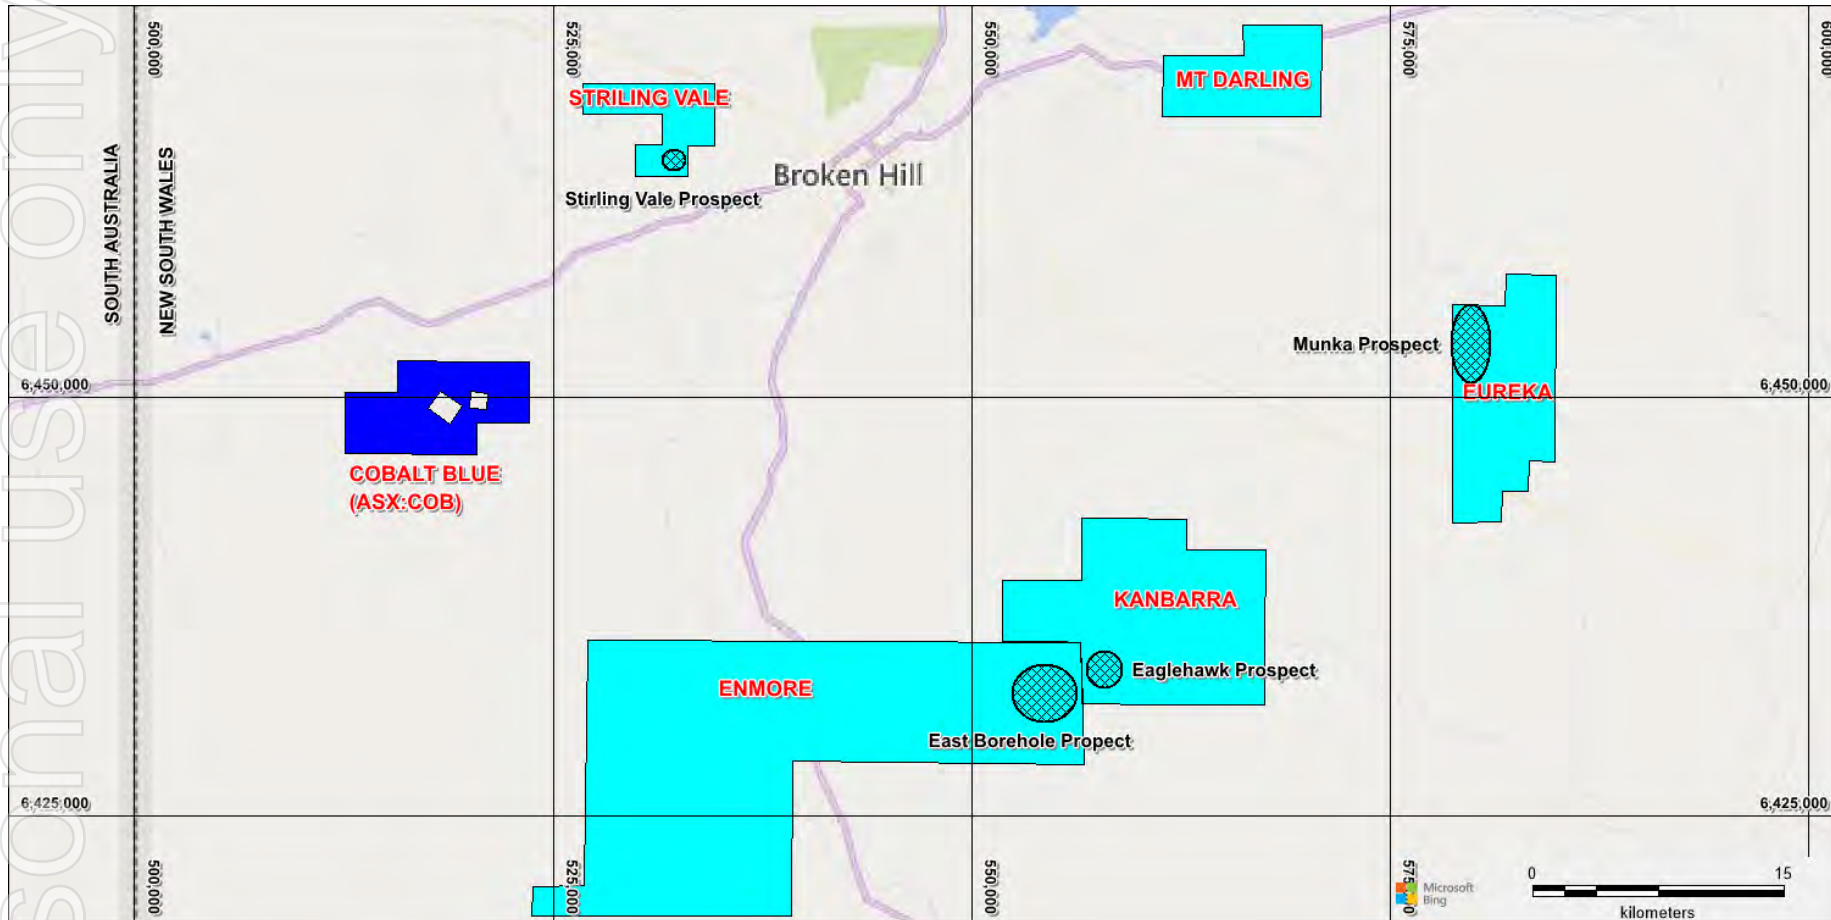 sonal use only
500,000
525,000
550,000
575,000
600,000
STRILING VALE
MT DARLING
Broken Hill
SOUTH AUSTRALIA
NEW SOUTH WALES
Stirling Vale Prospect
Munka Prospect
6,450,000
EUREKA
6,450,000
COBALT BLUE
(ASX:COB)
KANBARRA
Eaglehawk Prospect
ENMORE
East Borehole Propect
6,425,000
6,425,000
500,000
525,000
550,000
0
15
Microsoft
Bing
kilometers